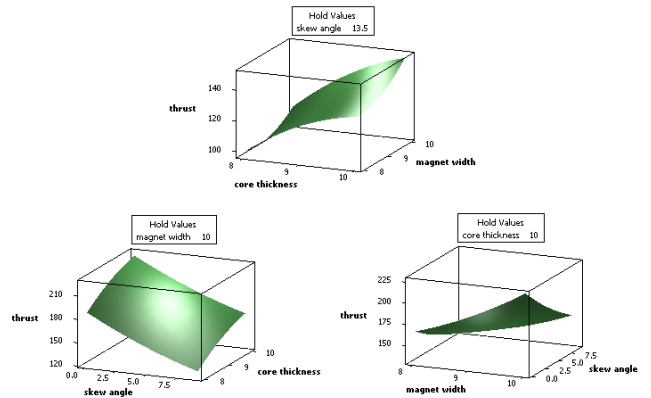 Hold Values
skew angle 13.5
140
thrust
120
100
8
9
10
core thickness
8
9
10
magnet width
Hold Values
magnet width 10
210
thrust
180
150
120
0.0
2.5
5.0
7.5
skew angle
8
9
10
core thickness
Hold Values
core thickness 10
225
200
thrust
175
150
8
9
10
magnet width
0.0
2.5
5.0
7.5
skew angle